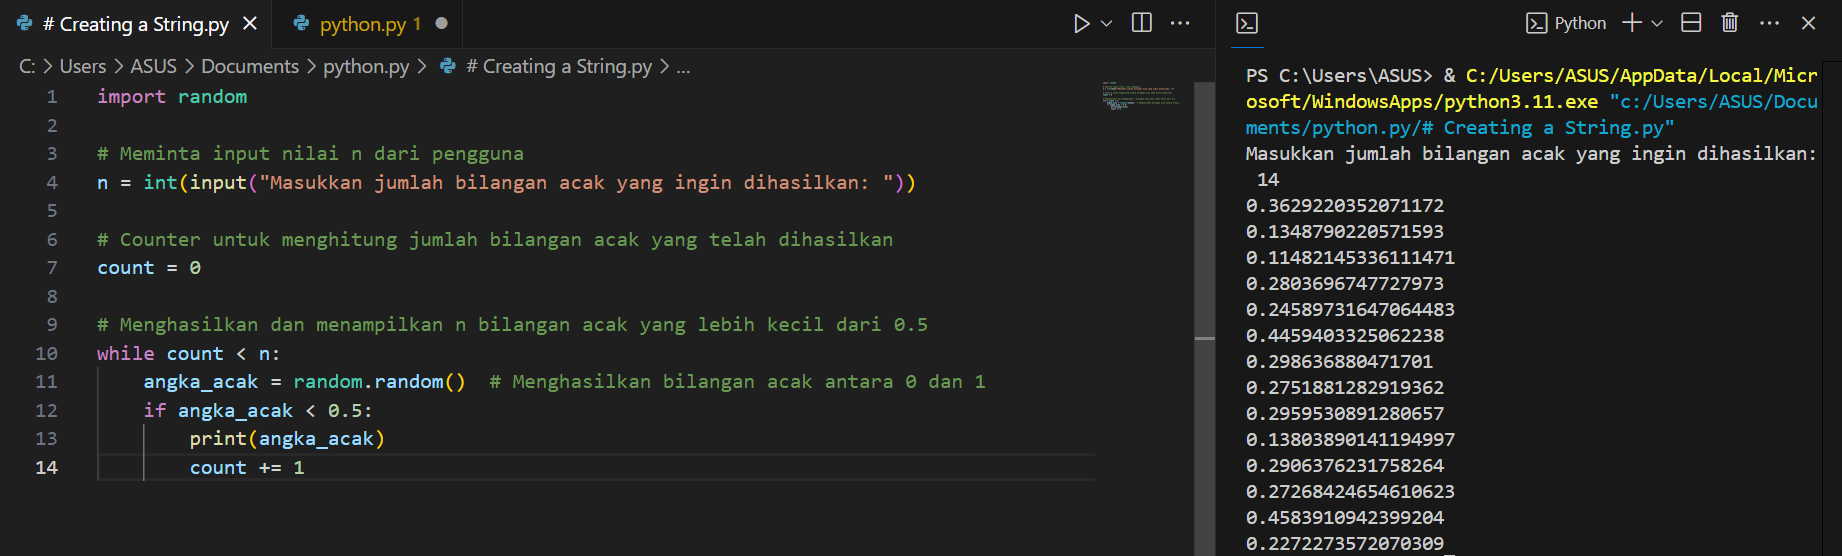 # Creating a String.py
python.py 1
C: > Users > ASUS > Documents > python.py > # Creating a String.py > ...
1 import random
2
3 # Meminta input nilai n dari pengguna
4 n = int(input("Masukkan jumlah bilangan acak yang ingin dihasilkan: "))
5
6 # Counter untuk menghitung jumlah bilangan acak yang telah dihasilkan
7 count = 0
8
9 # Menghasilkan dan menampilkan n bilangan acak yang lebih kecil dari 0.5
10 while count < n:
11 angka_acak = random.random()  # Menghasilkan bilangan acak antara 0 dan 1
12 if angka_acak < 0.5:
13 print(angka_acak)
14 count += 1
Python
PS C:\Users\ASUS> & C:/Users/ASUS/AppData/Local/Micr
osoft/WindowsApps/python3.11.exe "c:/Users/ASUS/Docu
ments/python.py/# Creating a String.py"
Masukkan jumlah bilangan acak yang ingin dihasilkan:
14
0.3629220352071172
0.1348790220571593
0.11482145336111471
0.2803696747727973
0.24589731647064483
0.4459403325062238
0.298636880471701
0.2751881282919362
0.2959530891280657
0.13803890141194997
0.2906376231758264
0.27268424654610623
0.4583910942399204
0.2272273572070309